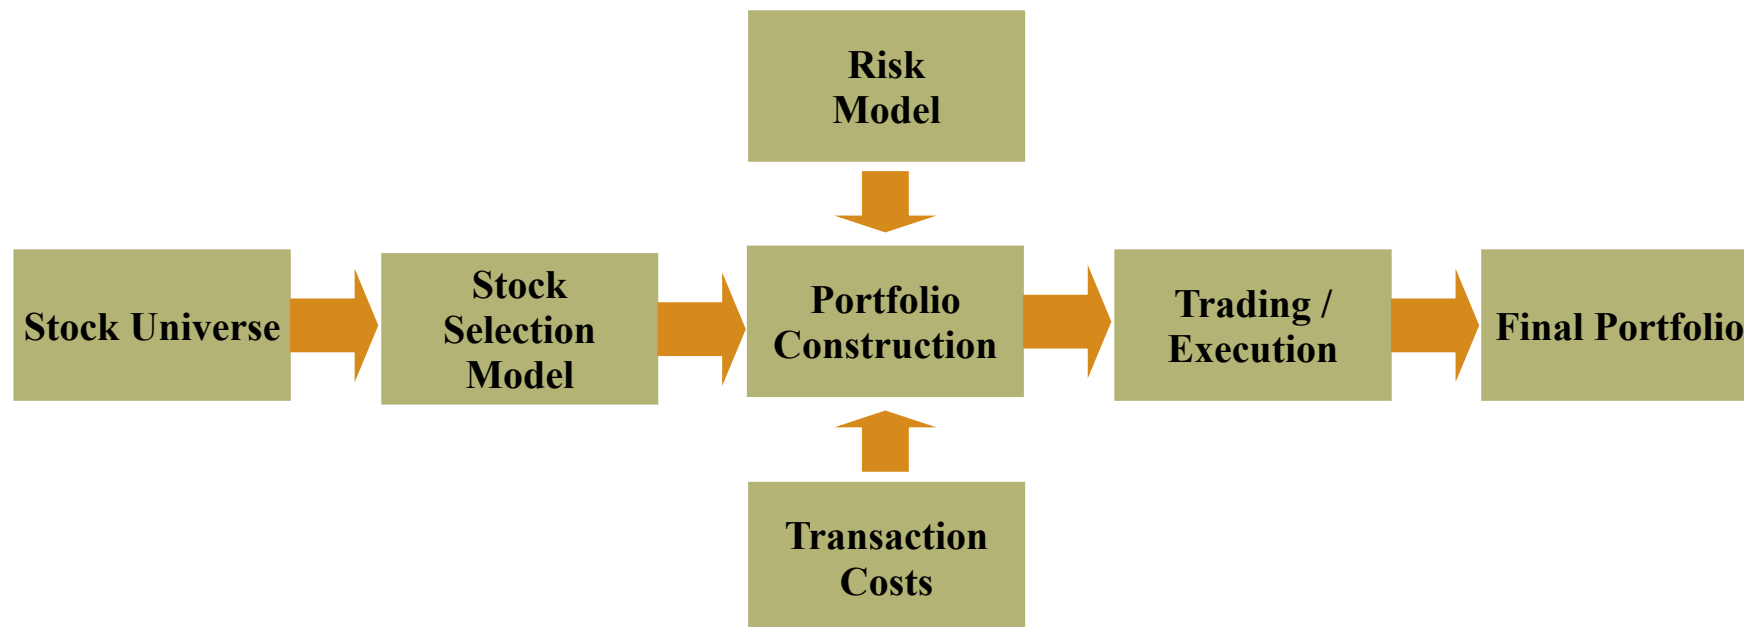 Risk
Model
Stock Universe
Stock
Selection
Model
Portfolio
Construction
Trading /
Execution
Final Portfolio
Transaction
Costs